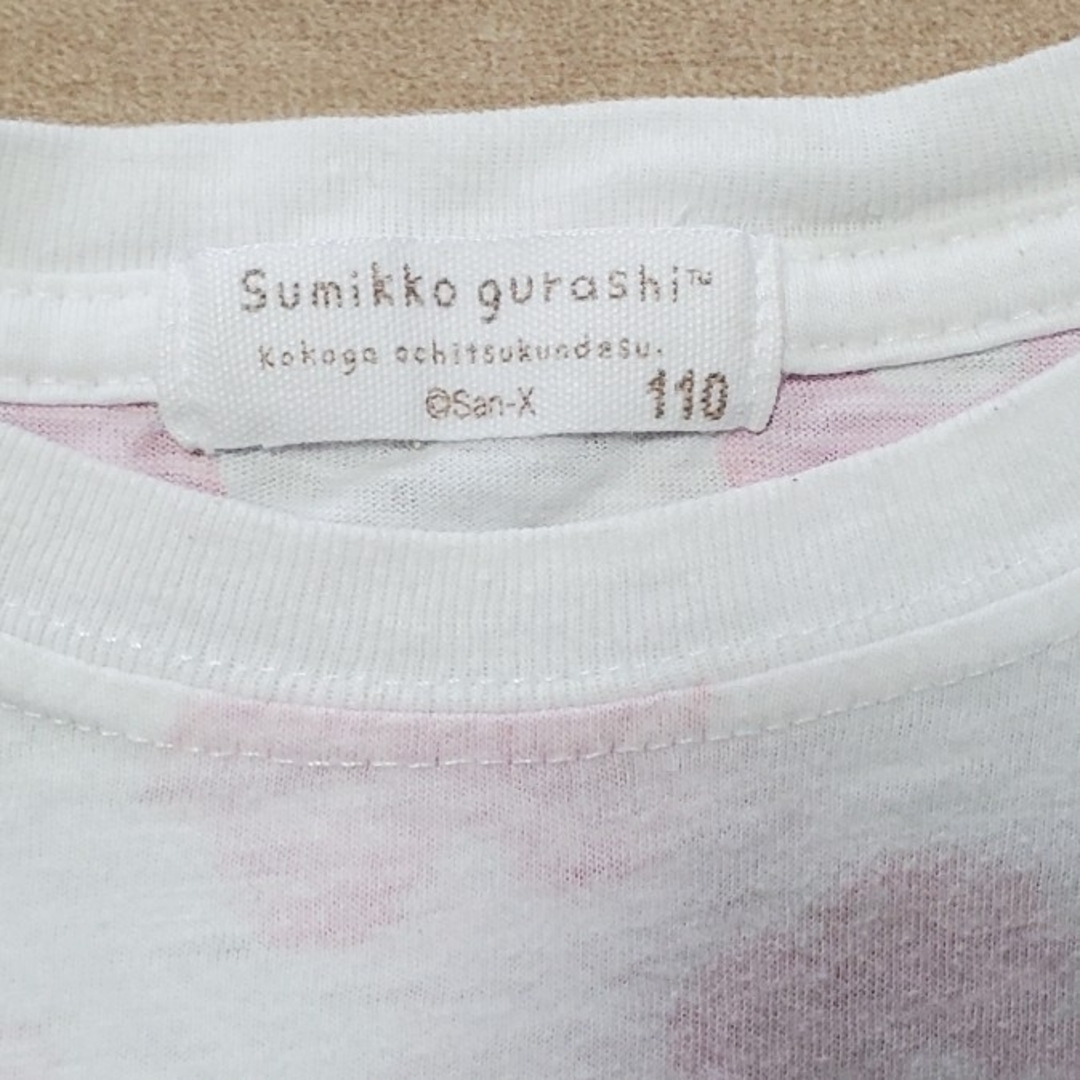 Sumikko gurashi™
Kokoga ochitsukundesu.
©San-X 110